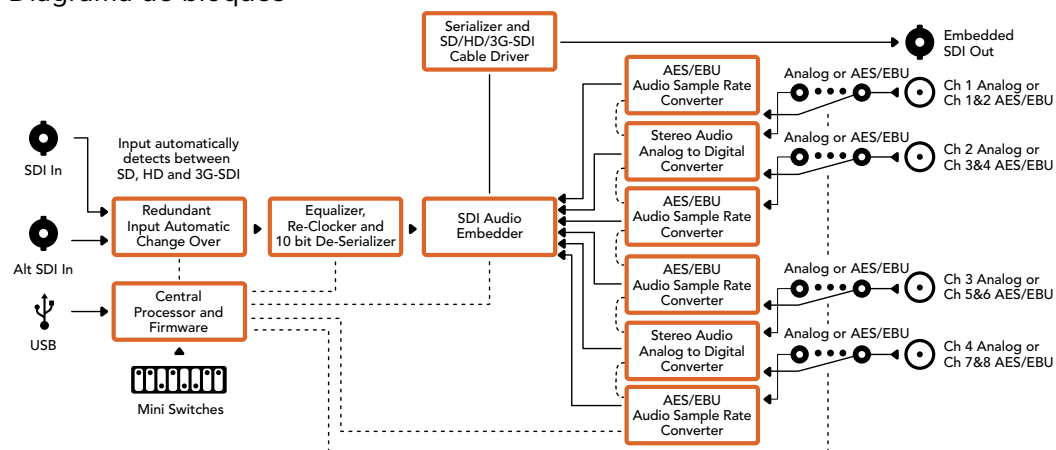 Diagrama de bloques
Serializer and
SD/HD/3G-SDI
Cable Driver
Embedded
SDI Out
AES/EBU
Audio Sample Rate
Converter
Analog or AES/EBU
Ch 1 Analog or
Ch 1&2 AES/EBU
SDI In
Input automatically
detects between
SD, HD and 3G-SDI
Stereo Audio
Analog to Digital
Converter
Analog or AES/EBU
Ch 2 Analog or
Ch 3&4 AES/EBU
Alt SDI In
Redundant
Input Automatic
Change Over
Equalizer,
Re-Clocker and
10 bit De-Serializer
SDI Audio
Embedder
AES/EBU
Audio Sample Rate
Converter
USB
Central
Processor and
Firmware
AES/EBU
Audio Sample Rate
Converter
Analog or AES/EBU
Ch 3 Analog or
Ch 5&6 AES/EBU
Mini Switches
Stereo Audio
Analog to Digital
Converter
Analog or AES/EBU
Ch 4 Analog or
Ch 7&8 AES/EBU
AES/EBU
Audio Sample Rate
Converter